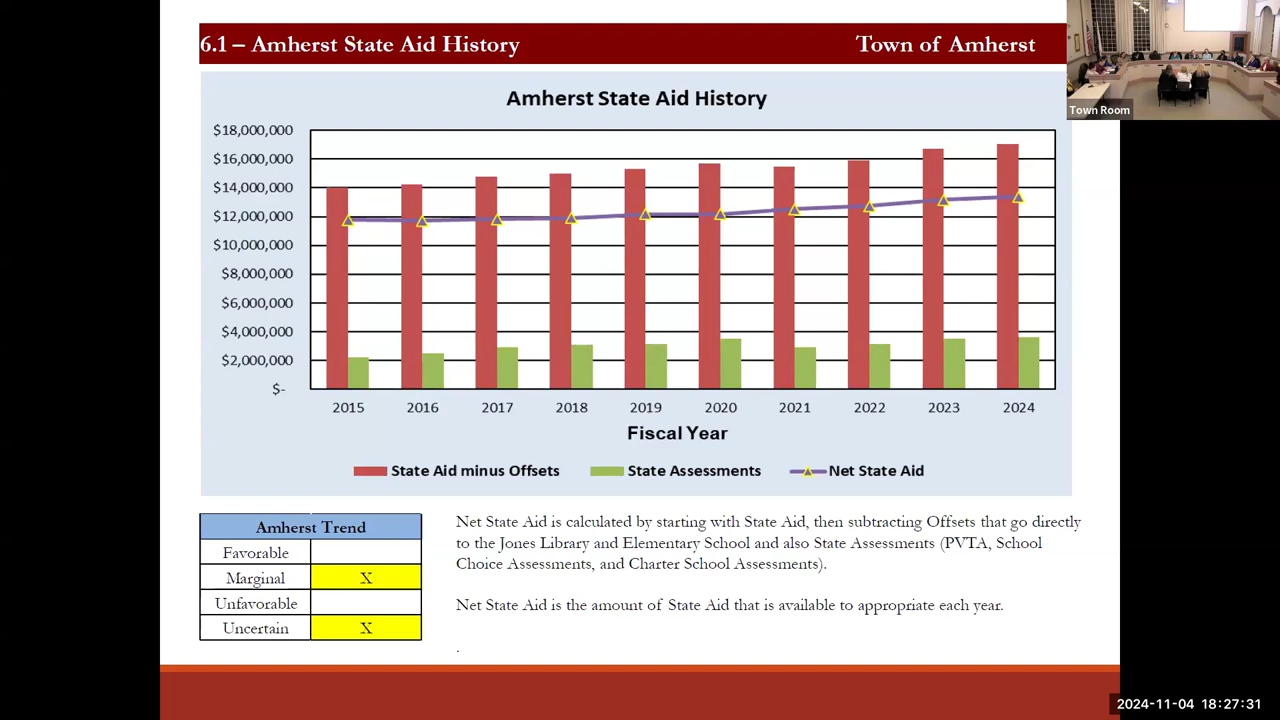 6.1 – Amherst State Aid History
Town of Amherst
Town Room
Amherst State Aid History
$18,000,000
$16,000,000
$14,000,000
$12,000,000
$10,000,000
$8,000,000
$6,000,000
$4,000,000
$2,000,000
$-
2015 2016 2017 2018 2019 2020 2021 2022 2023 2024
Fiscal Year
State Aid minus Offsets State Assessments Net State Aid
Amherst Trend
Favorable
Marginal X
Unfavorable
Uncertain X
Net State Aid is calculated by starting with State Aid, then subtracting Offsets that go directly
to the Jones Library and Elementary School and also State Assessments (PVTA, School
Choice Assessments, and Charter School Assessments).
Net State Aid is the amount of State Aid that is available to appropriate each year.
.
2024-11-04 18:27:31